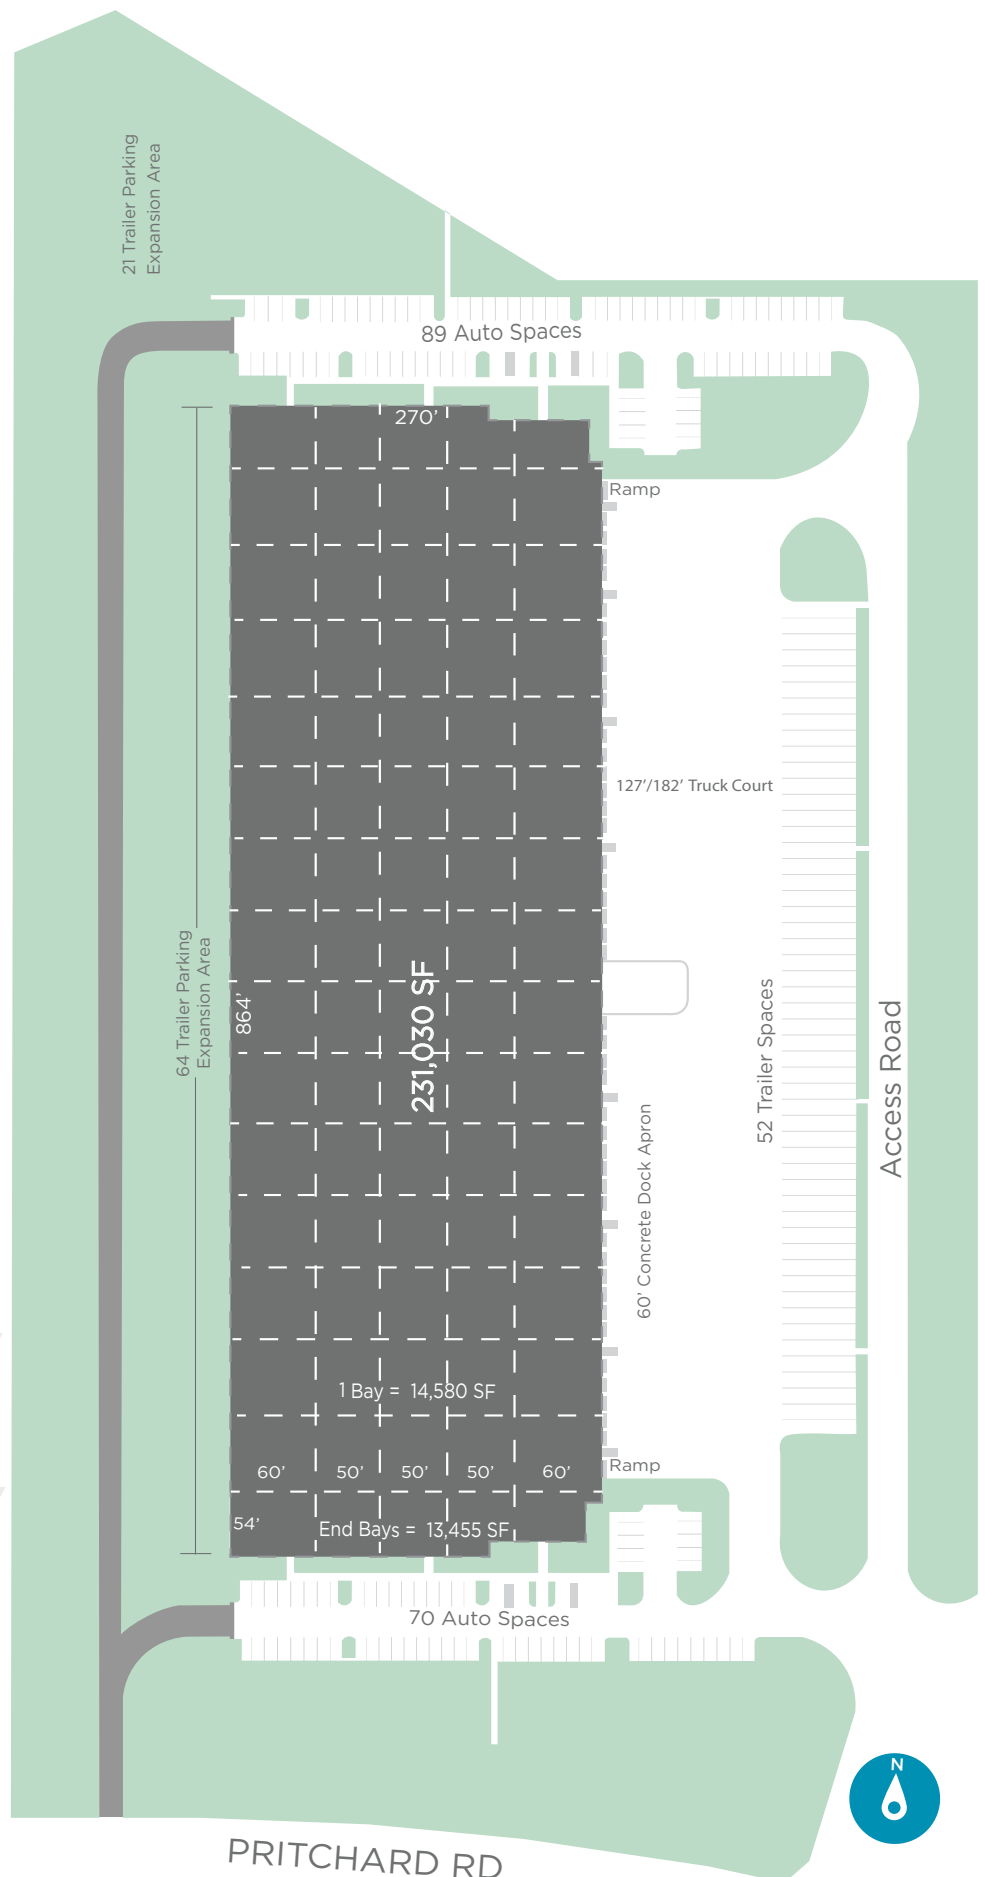 21 Trailer Parking
Expansion Area
89 Auto Spaces
270'
Ramp
127'/182' Truck Court
64 Trailer Parking
Expansion Area
864'
231,030 SF
52 Trailer Spaces
Access Road
60' Concrete Dock Apron
1 Bay = 14,580 SF
60' 50' 50' 50' 60'
Ramp
54'
End Bays = 13,455 SF
70 Auto Spaces
N
PRITCHARD RD